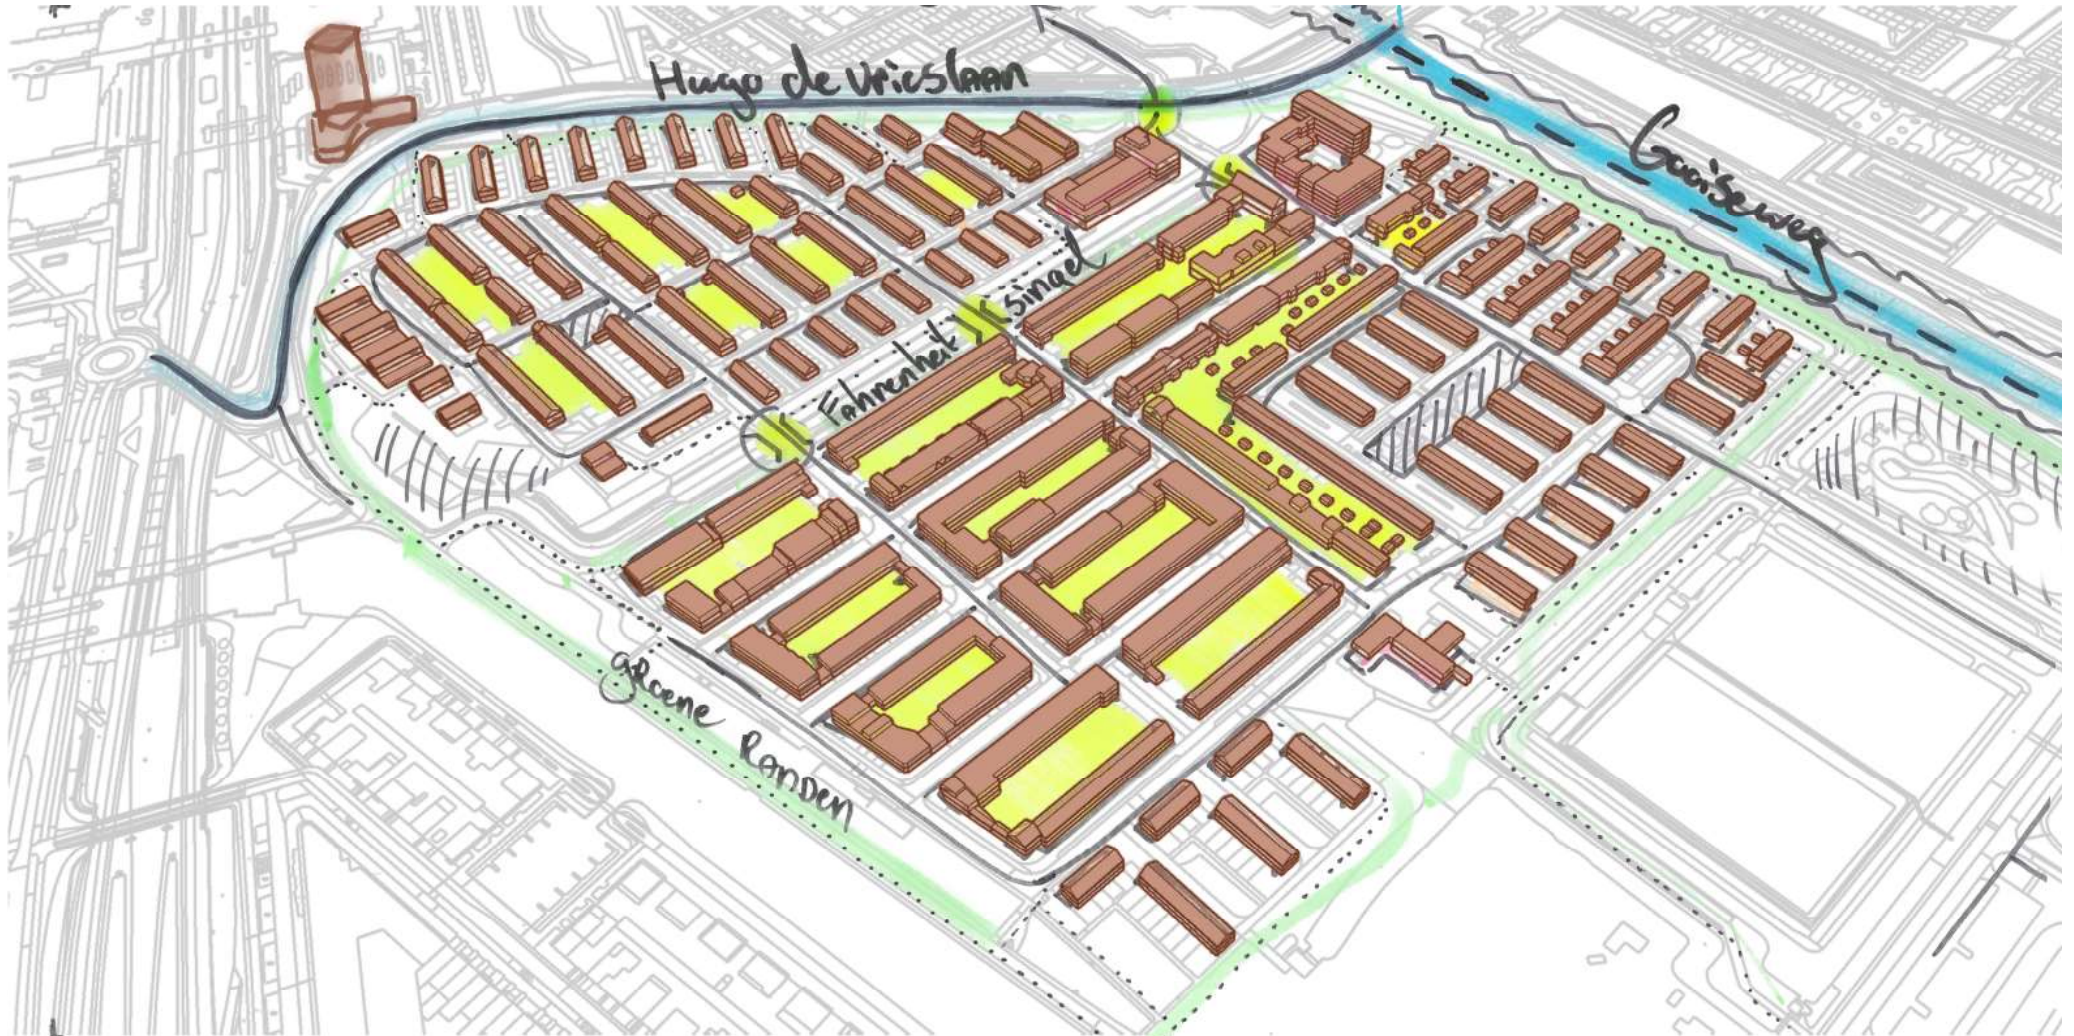 Hugo de Vrieslaan
Gooiseweg
Fahrenheit singel
groene Randen